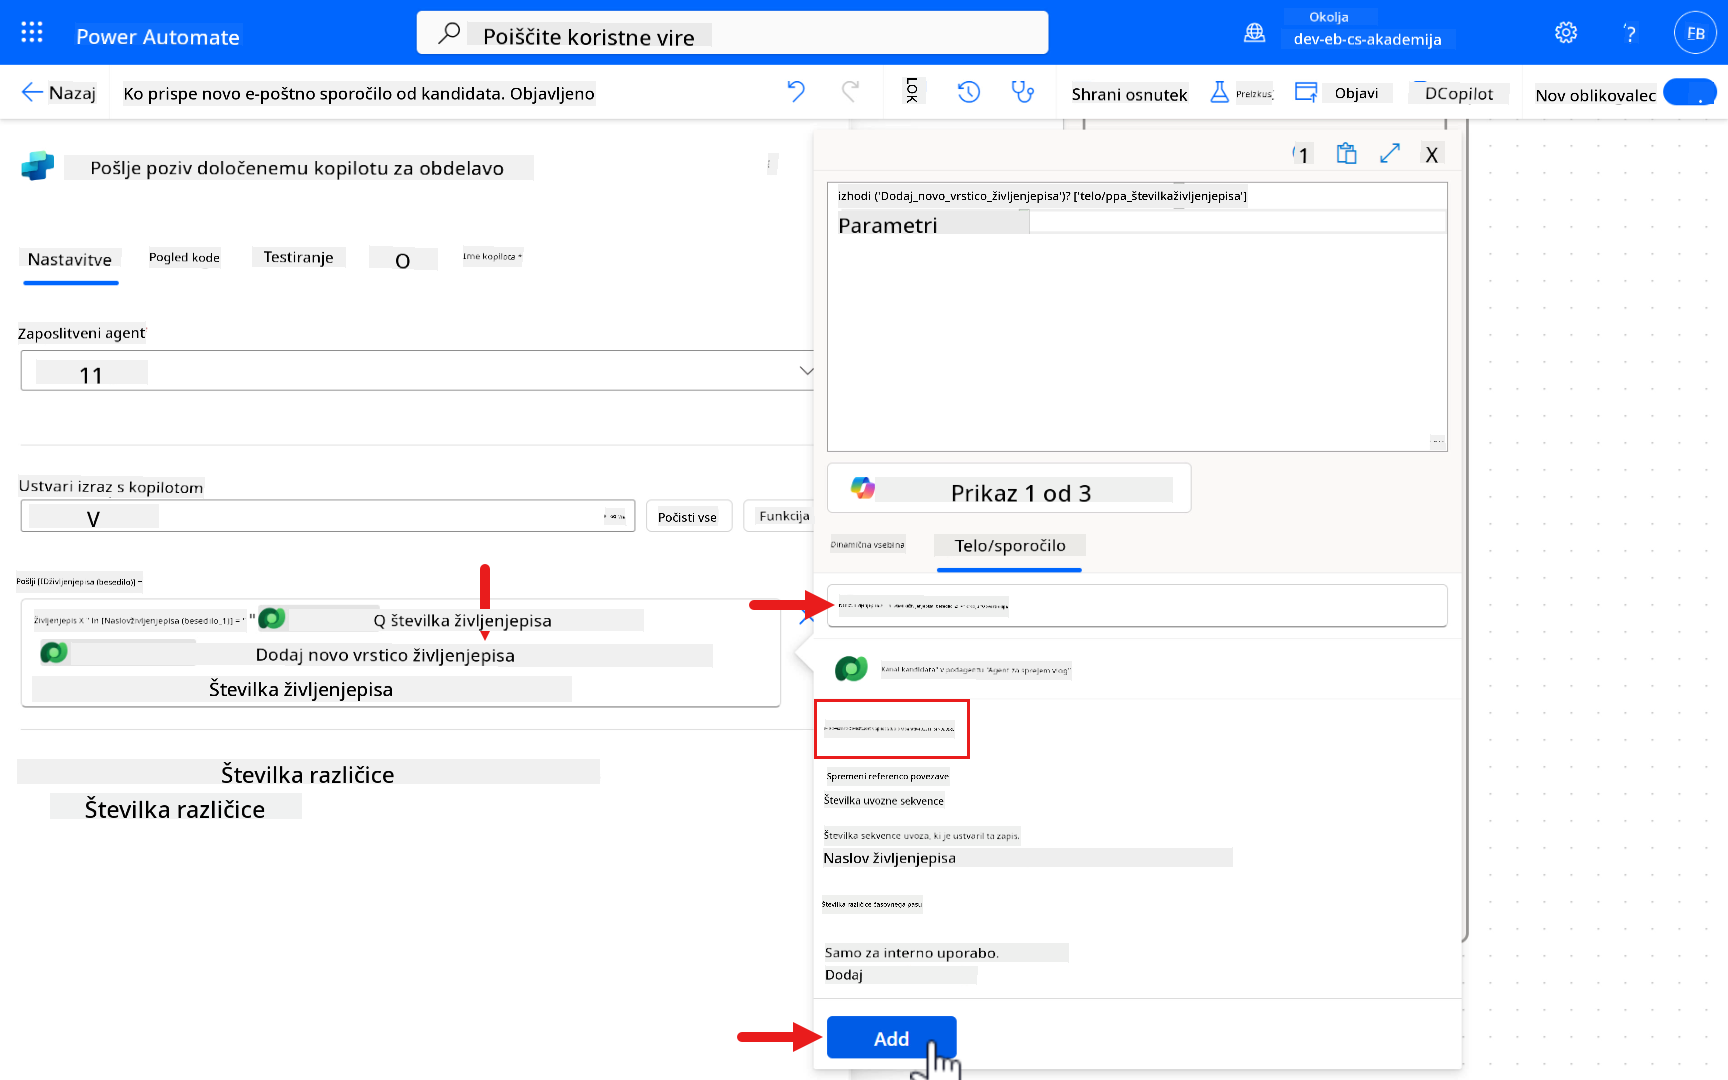 Power Automate
Poiščite koristne vire
Okolja
dev-eb-cs-akademija
?
FB
Nazaj
Ko prispe novo e-poštno sporočilo od kandidata. Objavljeno
LOK
Shrani osnutek
Preizkus
Objavi
DCopilot
Nov oblikovalec
Pošlje poziv določenemu kopilotu za obdelavo
Nastavitve
Pogled kode
Testiranje
O
Ime kopilota *
Zaposlitveni agent
11
Ustvari izraz s kopilotom
V
Počisti vse
Funkcija
Pošlji [[Dživljenjepisa (besedilo)] =
Življenjepis X " In [Naslovživljenjepisa (besedilo_1)] = "
"
Q številka življenjepisa
Dodaj novo vrstico življenjepisa
Številka življenjepisa
Številka različice
Številka različice
1
X
izhodi ('Dodaj_novo_vrstico_življenjepisa')? ['telo/ppa_številkaživljenjepisa']
Parametri
Prikaz 1 od 3
Dinamična vsebina
Telo/sporočilo
Kanal kandidata" v podagentu "Agent za sprejem vlog"
Spremeni referenco povezave
Številka uvozne sekvence
Številka sekvence uvoza, ki je ustvaril ta zapis.
Naslov življenjepisa
Številka različice časovnega pasu
Samo za interno uporabo.
Dodaj
Add